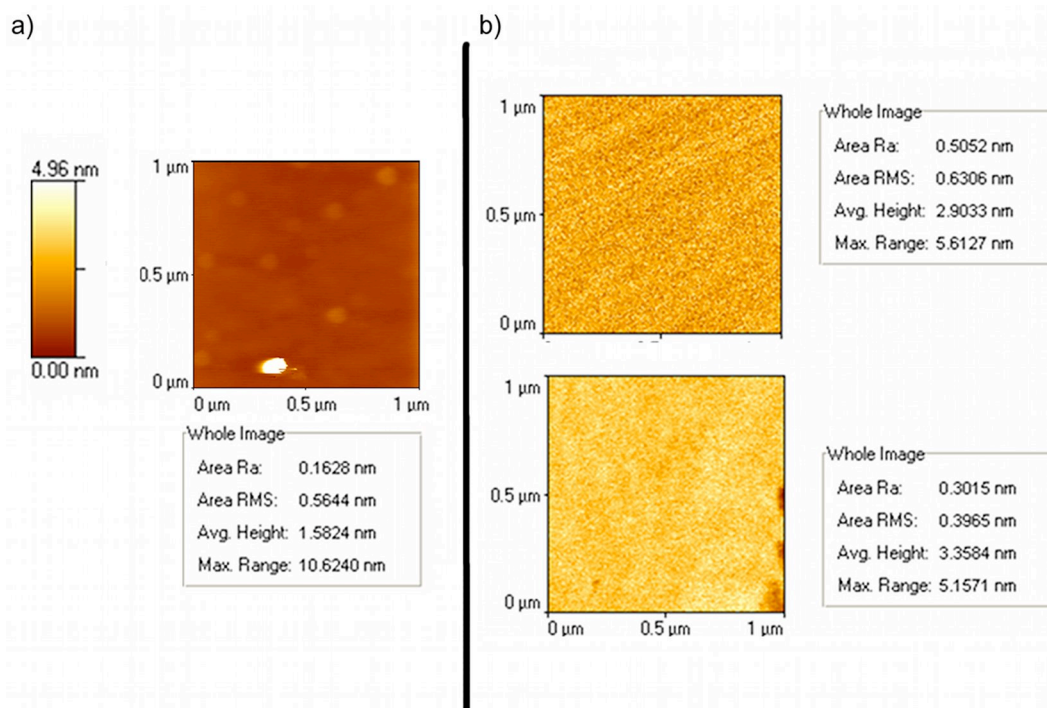 a)
b)
4.96 nm
0.00 nm
1 µm
0.5 µm
0 µm
0 µm
0.5 µm
1 µm
Whole Image
Area Ra: 0.1628 nm
Area RMS: 0.5644 nm
Avg. Height: 1.5824 nm
Max. Range: 10.6240 nm
1 µm
0.5 µm
0 µm
Whole Image
Area Ra: 0.5052 nm
Area RMS: 0.6306 nm
Avg. Height: 2.9033 nm
Max. Range: 5.6127 nm
1 µm
0.5 µm
0 µm
0 µm
0.5 µm
1 µm
Whole Image
Area Ra: 0.3015 nm
Area RMS: 0.3965 nm
Avg. Height: 3.3584 nm
Max. Range: 5.1571 nm